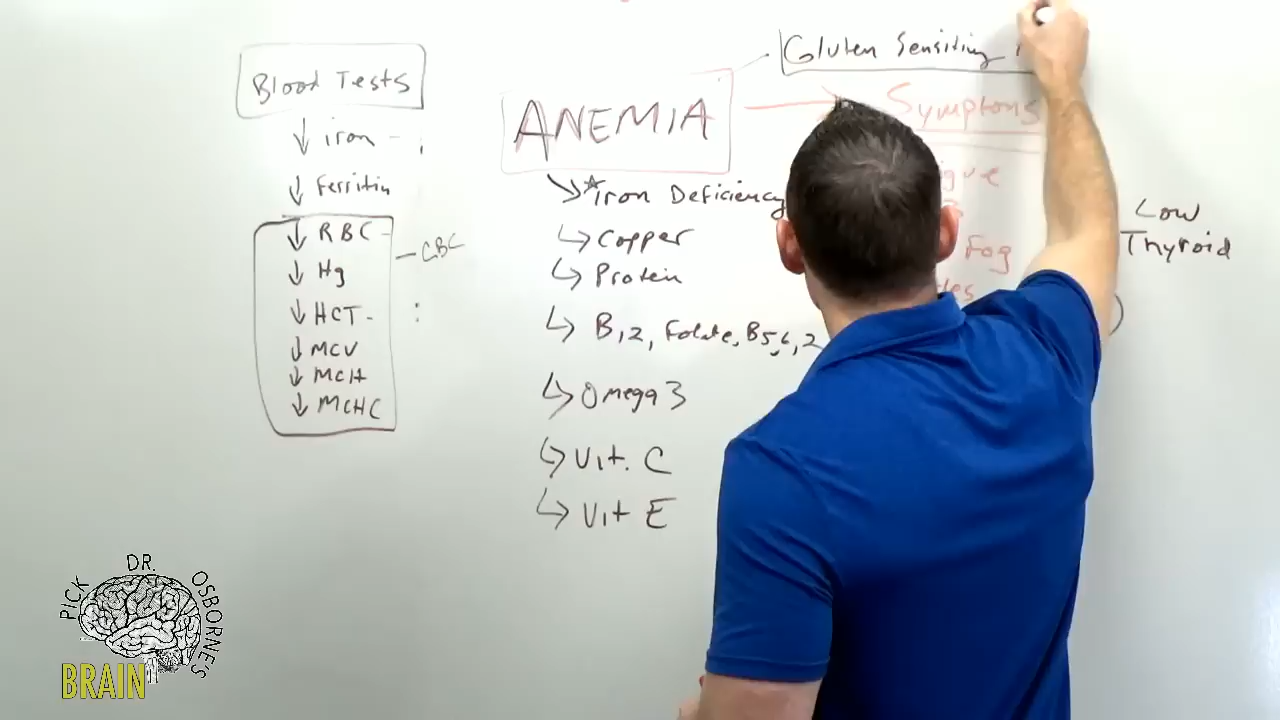 Blood Tests
↓ iron -
↓ Ferritin
↓ RBC -
↓ Hg
↓ HCT -
↓ MCV
↓ MCH
↓ MCHC
- CBC
Gluten Sensitivity
ANEMIA
Symptoms
* Iron Deficiency
Copper
Protein
B12, Folate, B5,6,2
Omega 3
Vit. C
Vit E
Fog
Low
Thyroid
PICK DR. OSBORNE'S
BRAIN